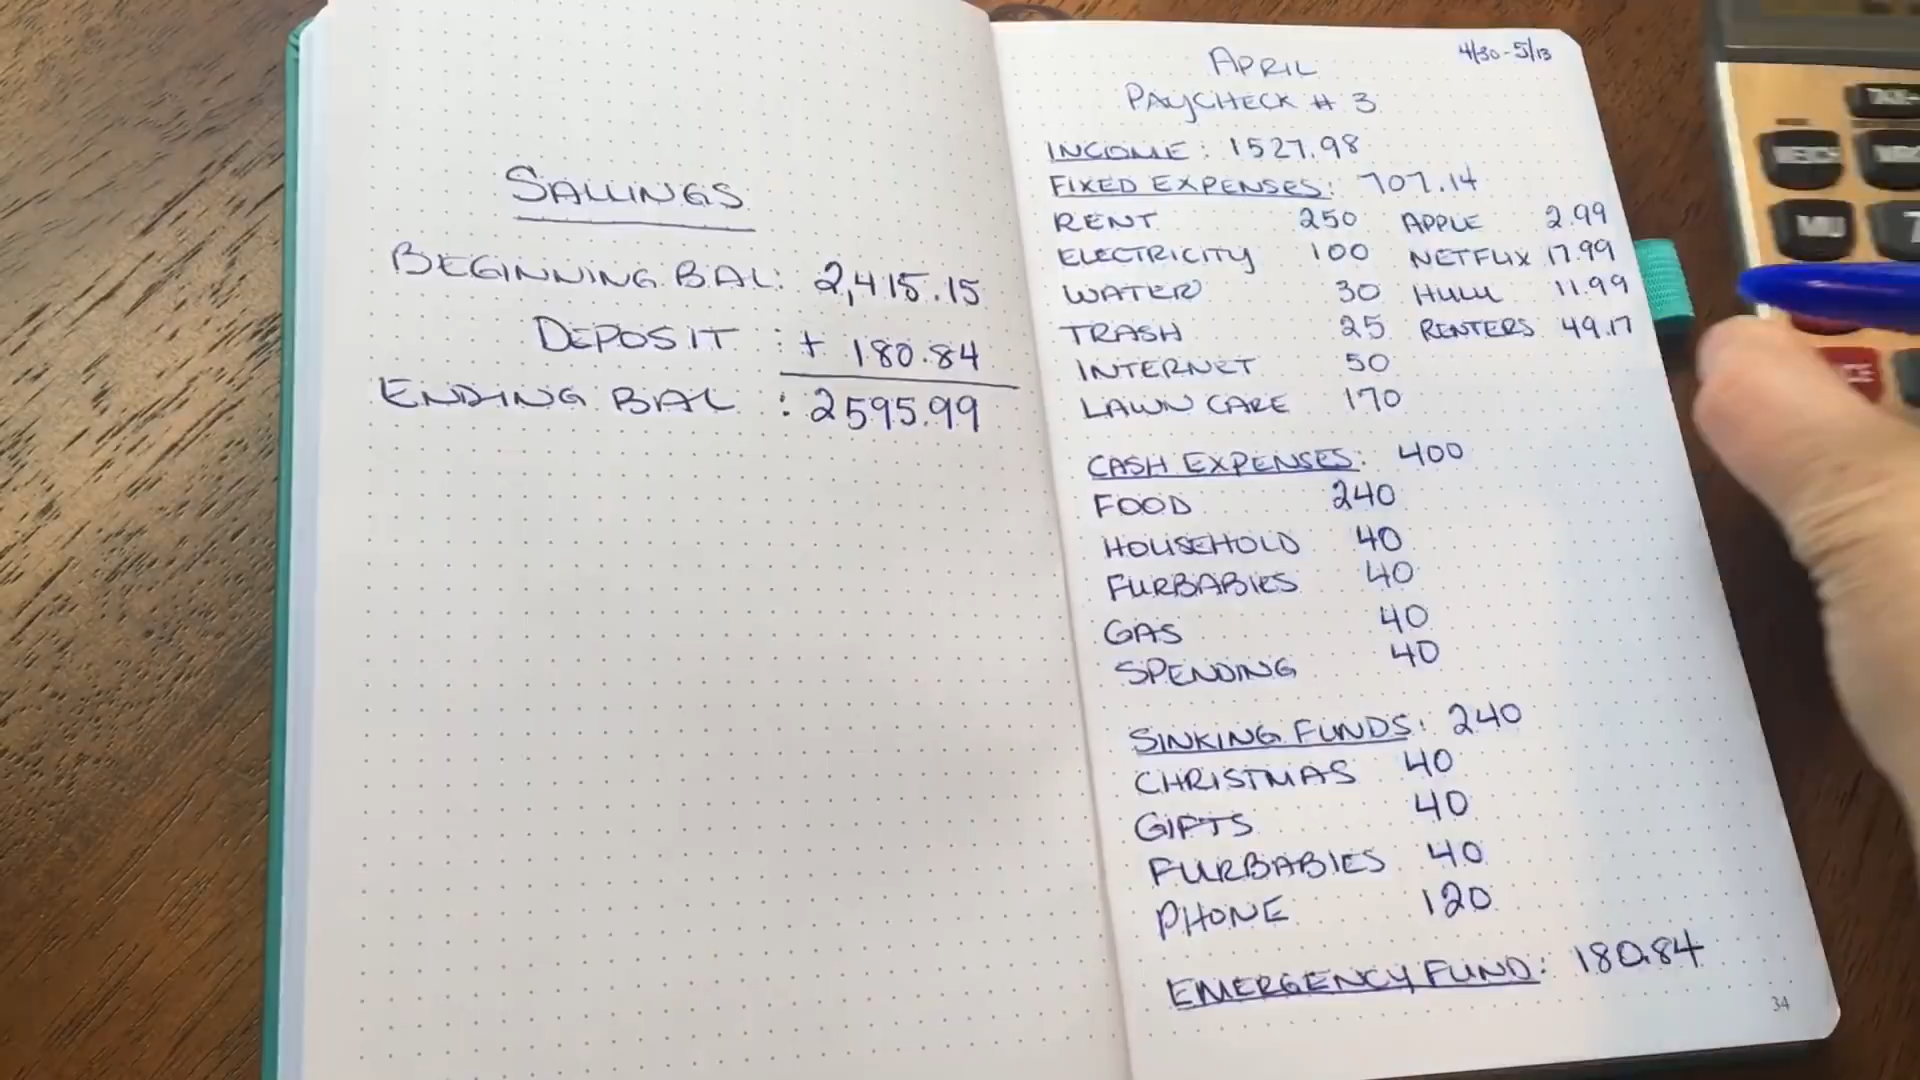 SAVINGS
BEGINNING BAL: 2,415.15
DEPOSIT : + 180.84
ENDING BAL : 2595.99
4/30-5/13
APRIL
PAYCHECK # 3
INCOME: 1527.98
FIXED EXPENSES: 707.14
RENT 250 APPLE 2.99
ELECTRICITY 100 NETFLIX 17.99
WATER 30 HULU 11.99
TRASH 25 RENTERS 49.17
INTERNET 50
LAWN CARE 170
CASH EXPENSES: 400
FOOD 240
HOUSEHOLD 40
FURBABIES 40
GAS 40
SPENDING 40
SINKING FUNDS: 240
CHRISTMAS 40
GIFTS 40
FURBABIES 40
PHONE 120
EMERGENCY FUND: 180.84
34
MU